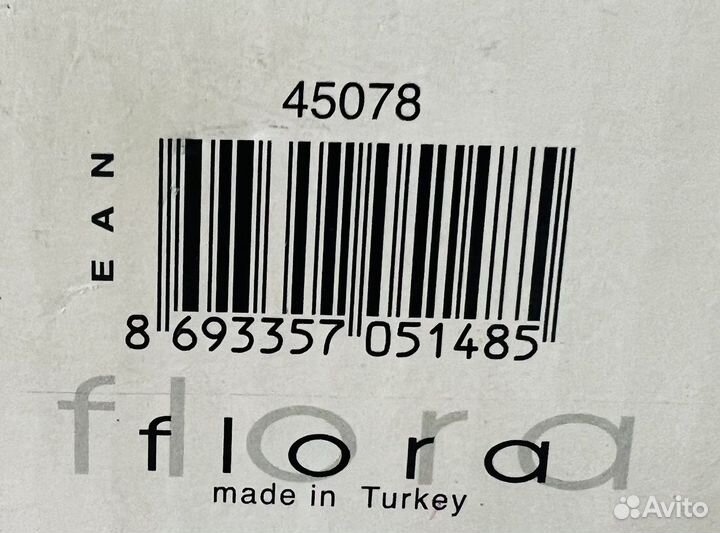 45078
EAN
8 693357 051485
flora
flora
made in Turkey
Avito